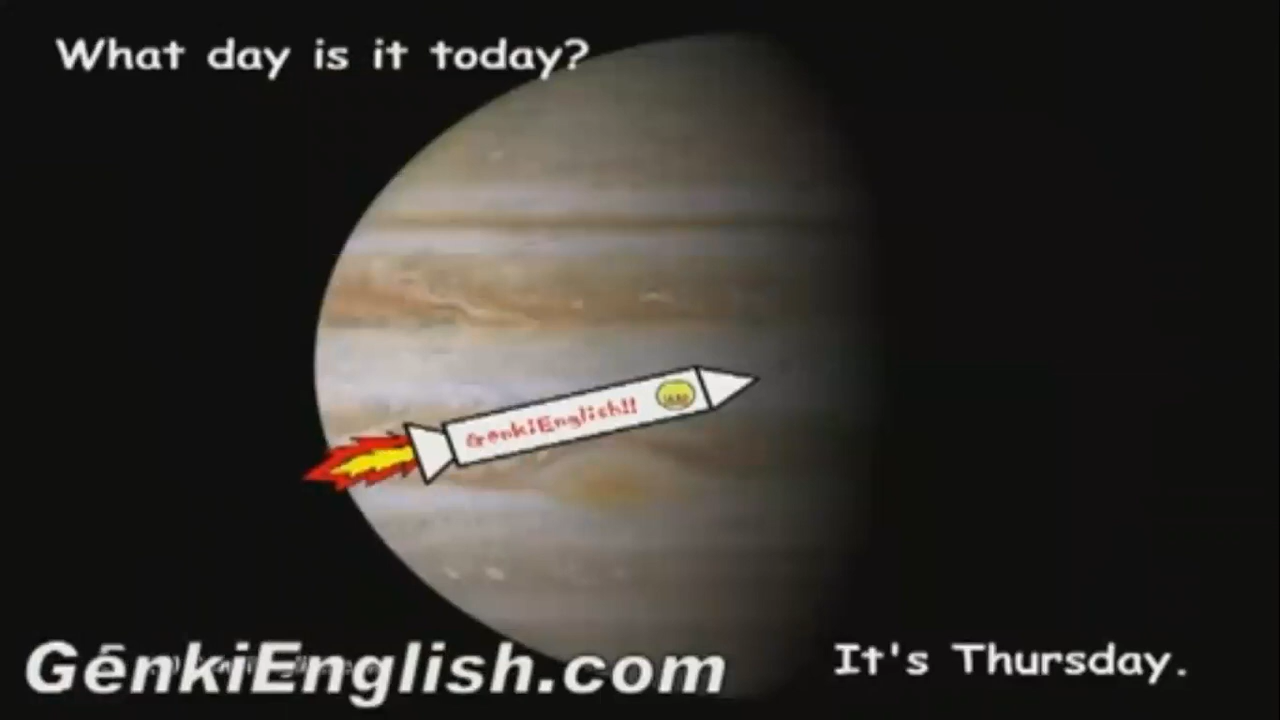 What day is it today?
GenkiEnglish!!
GenkiEnglish.com
It's Thursday.